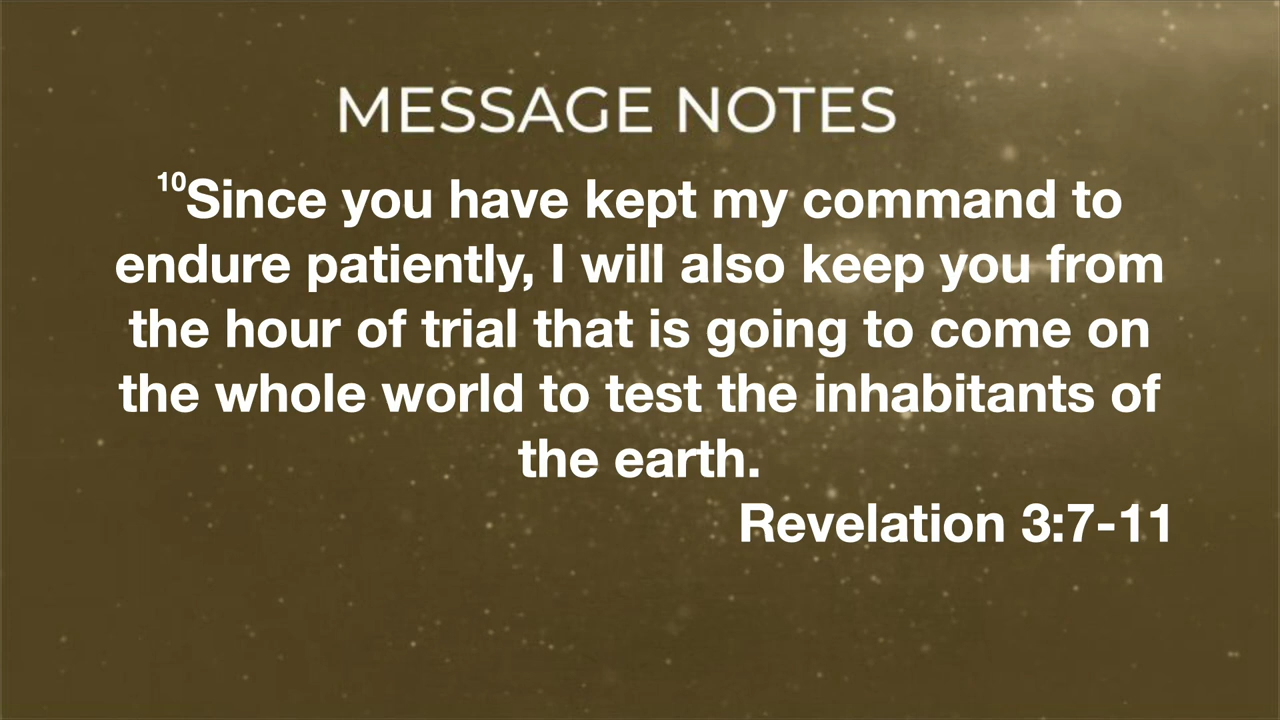 MESSAGE NOTES
10Since you have kept my command to
endure patiently, I will also keep you from
the hour of trial that is going to come on
the whole world to test the inhabitants of
the earth.
Revelation 3:7-11